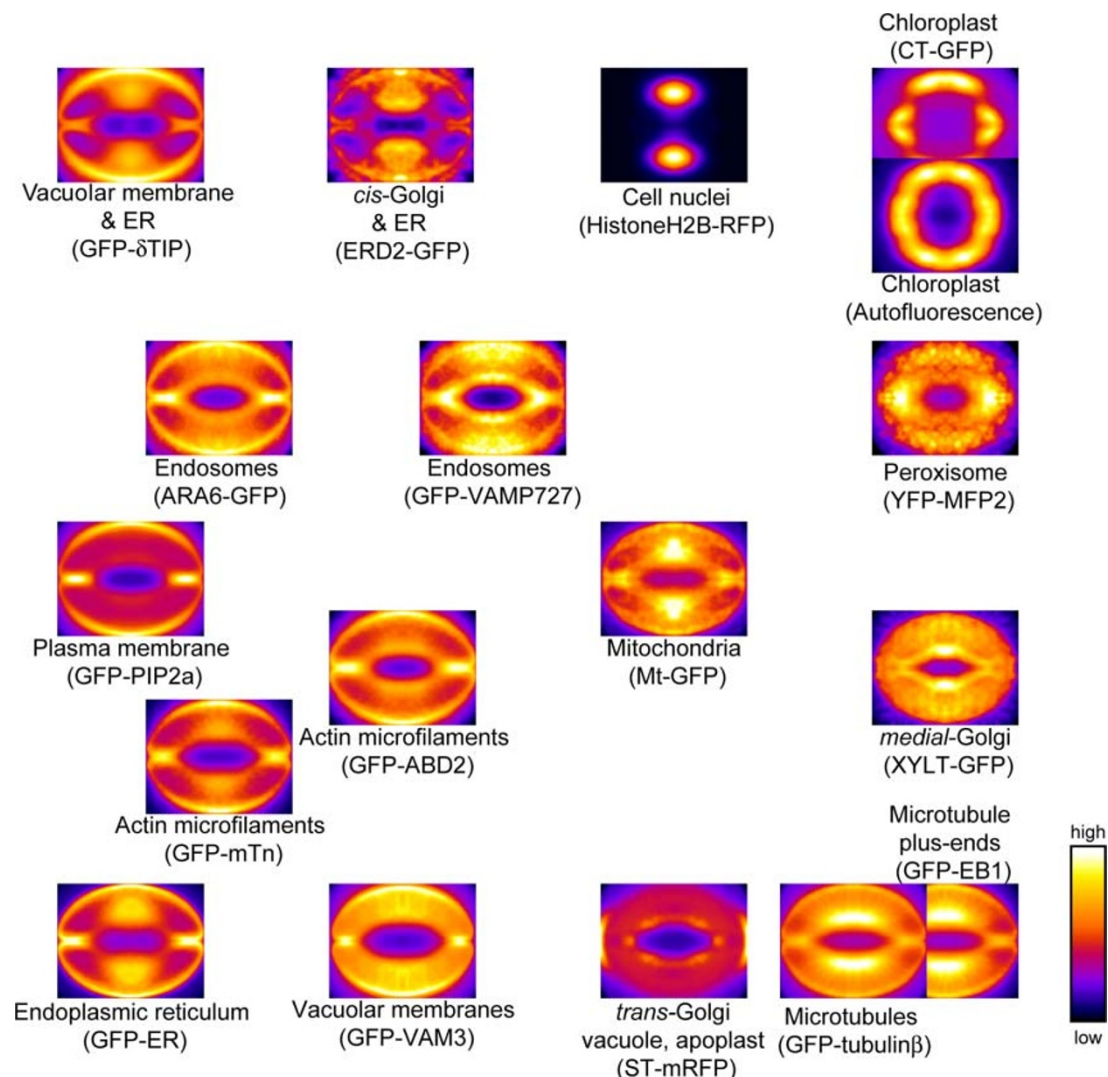 Chloroplast
(CT-GFP)
Vacuolar membrane
& ER
(GFP-δTIP)
cis-Golgi
& ER
(ERD2-GFP)
Cell nuclei
(HistoneH2B-RFP)
Chloroplast
(Autofluorescence)
Endosomes
(ARA6-GFP)
Endosomes
(GFP-VAMP727)
Peroxisome
(YFP-MFP2)
Plasma membrane
(GFP-PIP2a)
Actin microfilaments
(GFP-ABD2)
Mitochondria
(Mt-GFP)
medial-Golgi
(XYLT-GFP)
Actin microfilaments
(GFP-mTn)
Microtubule
plus-ends
(GFP-EB1)
high
low
Endoplasmic reticulum
(GFP-ER)
Vacuolar membranes
(GFP-VAM3)
trans-Golgi
vacuole, apoplast
(ST-mRFP)
Microtubules
(GFP-tubulinβ)